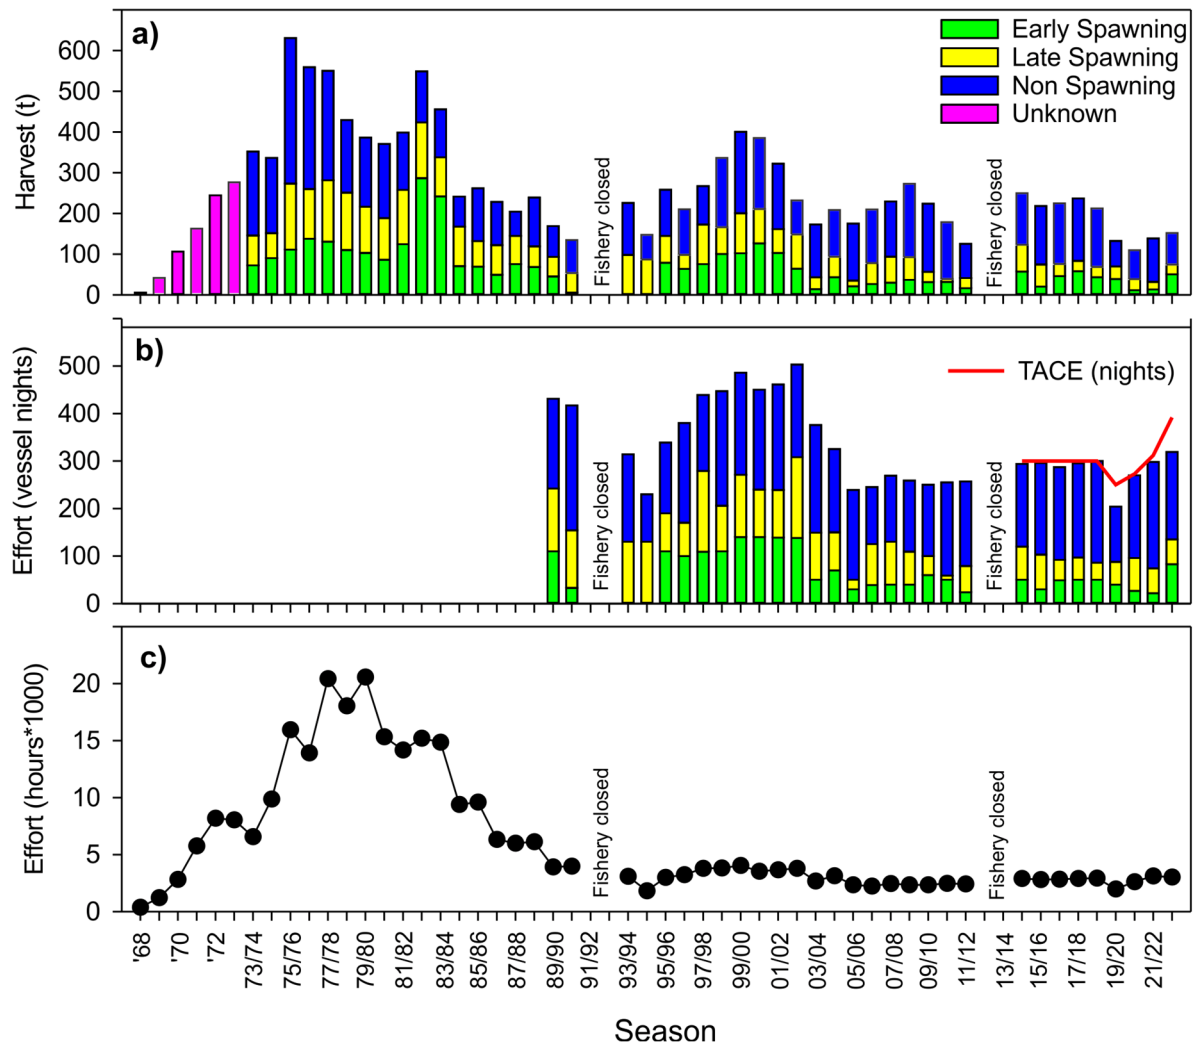 a)
Early Spawning
Late Spawning
Non Spawning
Unknown
Harvest (t)
600
500
400
300
200
100
0
Fishery closed
Fishery closed
b)
TACE (nights)
Effort (vessel nights)
500
400
300
200
100
0
Fishery closed
Fishery closed
c)
Effort (hours*1000)
20
15
10
5
0
Fishery closed
Fishery closed
'68
'70
'72
73/74
75/76
77/78
79/80
81/82
83/84
85/86
87/88
89/90
91/92
93/94
95/96
97/98
99/00
01/02
03/04
05/06
07/08
09/10
11/12
13/14
15/16
17/18
19/20
21/22
Season